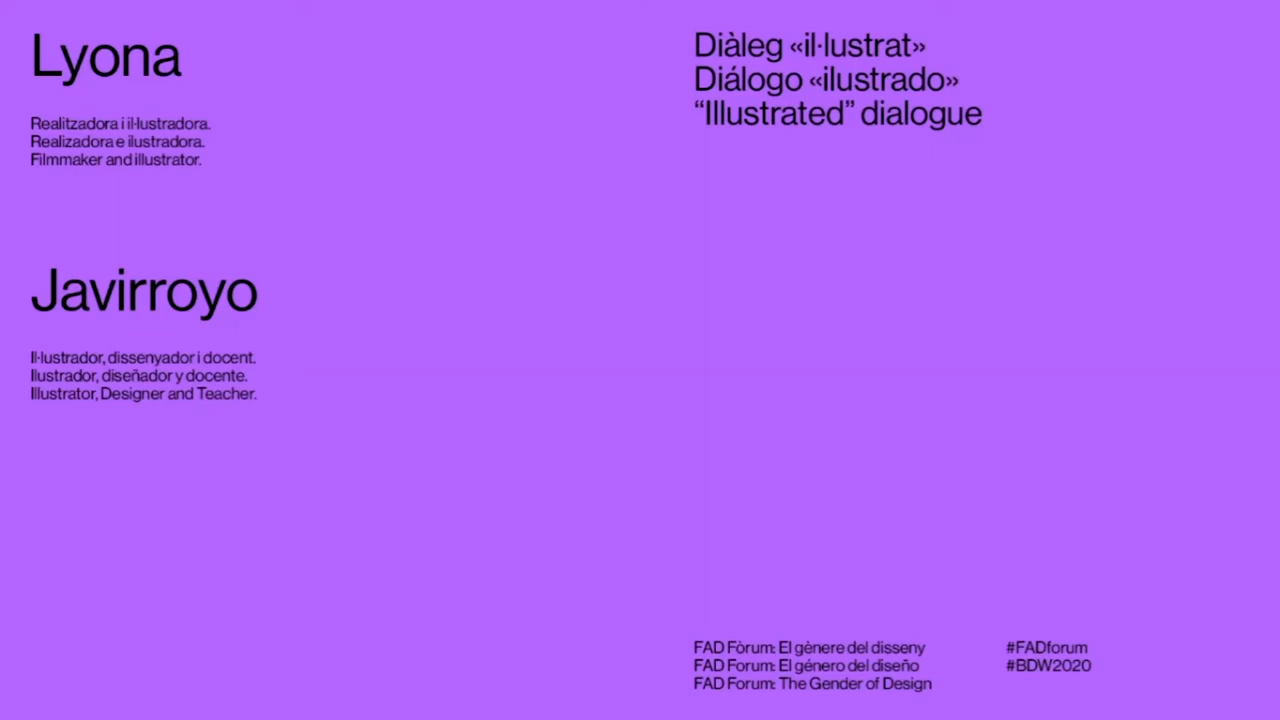 Lyona
Realitzadora i il·lustradora.
Realizadora e ilustradora.
Filmmaker and illustrator.
Javirroyo
Il·lustrador, dissenyador i docent.
Ilustrador, diseñador y docente.
Illustrator, Designer and Teacher.
Diàleg «il·lustrat»
Diálogo «ilustrado»
“Illustrated” dialogue
FAD Fòrum: El gènere del disseny
FAD Forum: El género del diseño
FAD Forum: The Gender of Design
#FADforum
#BDW2020